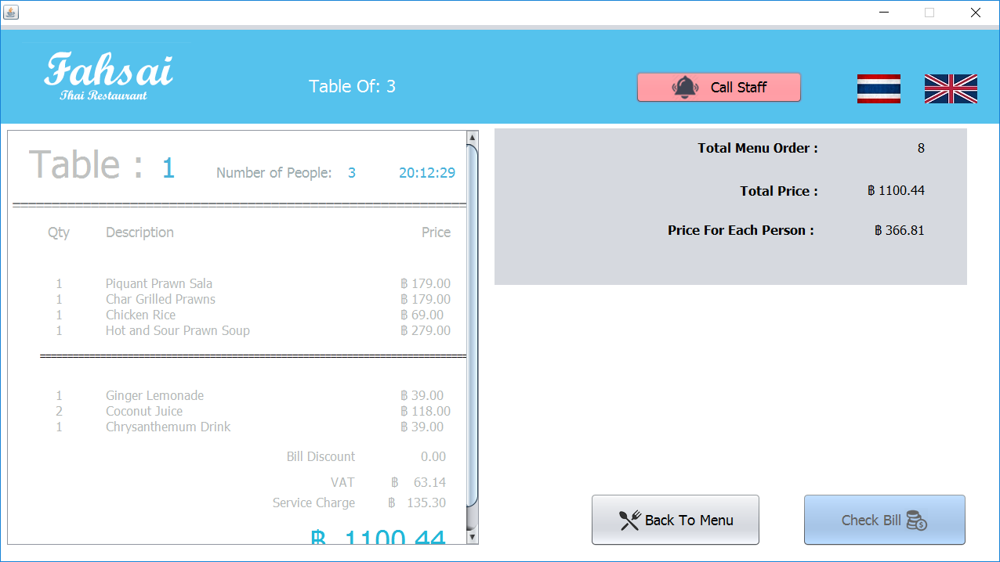 Fahsai
Thai Restaurant
Table Of: 3
Call Staff
Table : 1 Number of People: 3 20:12:29
Qty Description Price
1 Piquant Prawn Sala ฿ 179.00
1 Char Grilled Prawns ฿ 179.00
1 Chicken Rice ฿ 69.00
1 Hot and Sour Prawn Soup ฿ 279.00
1 Ginger Lemonade ฿ 39.00
2 Coconut Juice ฿ 118.00
1 Chrysanthemum Drink ฿ 39.00
Bill Discount 0.00
VAT ฿ 63.14
Service Charge ฿ 135.30
฿ 1100.44
Total Menu Order : 8
Total Price : ฿ 1100.44
Price For Each Person : ฿ 366.81
Back To Menu
Check Bill